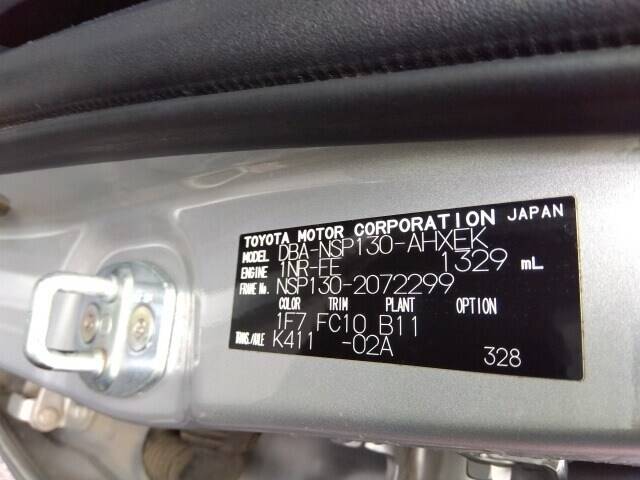 TOYOTA MOTOR CORPORATION JAPAN
MODEL DBA-NSP130-AHXEK
ENGINE 1NR-FE 1329 mL
FRAME No. NSP130-2072299
COLOR TRIM PLANT OPTION
1F7 FC10 B11
TRANS./AXLE K411 -02A 328